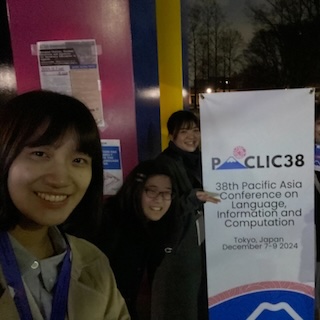 PACLIC38
38th Pacific Asia
Conference on
Language,
Information and
Computation
Tokyo, Japan
December 7-9 2024